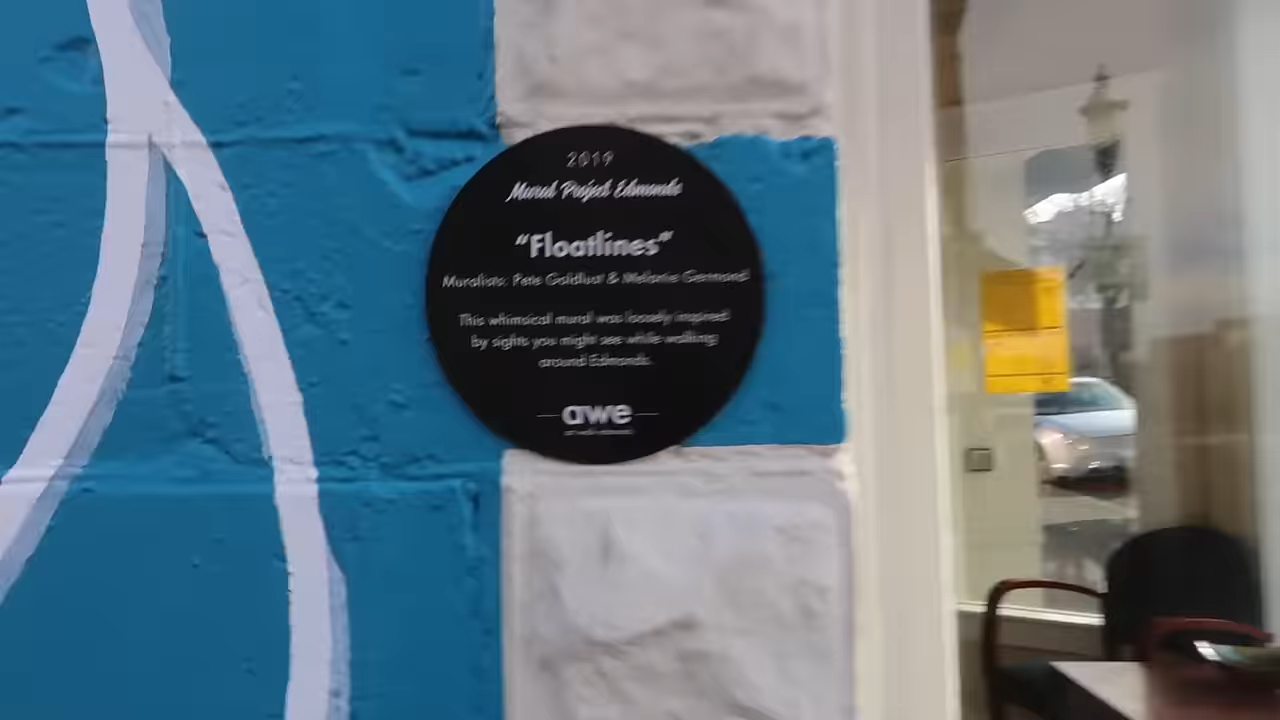 2019
Mural Project Edmonds
“Floatlines”
Muralists: Pete Goldlust & Melanie Germond
This whimsical mural was loosely inspired
by sights you might see while walking
around Edmonds.
awe